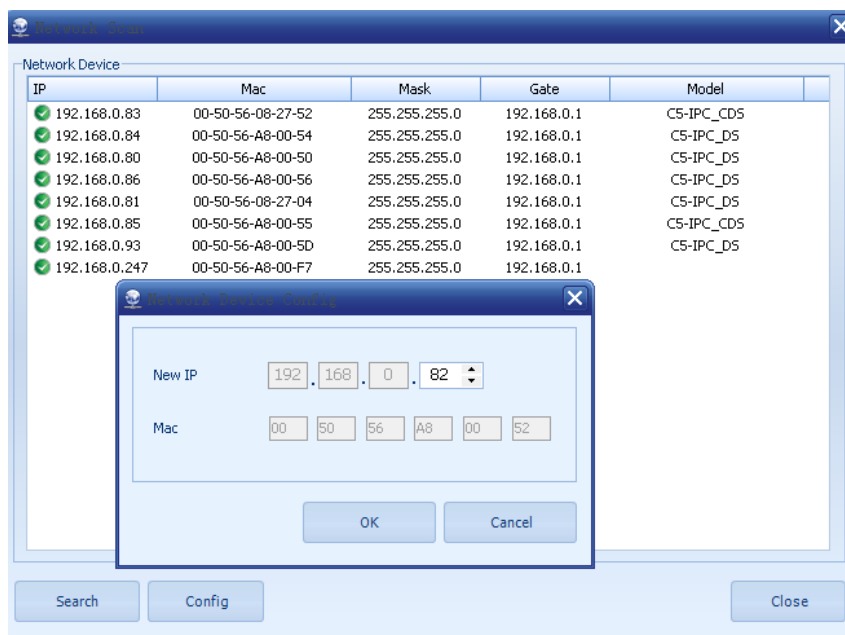 Network Scan
Network Device
IP Mac Mask Gate Model
192.168.0.83 00-50-56-08-27-52 255.255.255.0 192.168.0.1 C5-IPC_CDS
192.168.0.84 00-50-56-A8-00-54 255.255.255.0 192.168.0.1 C5-IPC_DS
192.168.0.80 00-50-56-A8-00-50 255.255.255.0 192.168.0.1 C5-IPC_DS
192.168.0.86 00-50-56-A8-00-56 255.255.255.0 192.168.0.1 C5-IPC_DS
192.168.0.81 00-50-56-08-27-04 255.255.255.0 192.168.0.1 C5-IPC_DS
192.168.0.85 00-50-56-A8-00-55 255.255.255.0 192.168.0.1 C5-IPC_CDS
192.168.0.93 00-50-56-A8-00-5D 255.255.255.0 192.168.0.1 C5-IPC_DS
192.168.0.247 00-50-56-A8-00-F7 255.255.255.0 192.168.0.1
Network Device Config
New IP 192 . 168 . 0 . 82
Mac 00 50 56 A8 00 52
OK Cancel
Search Config Close